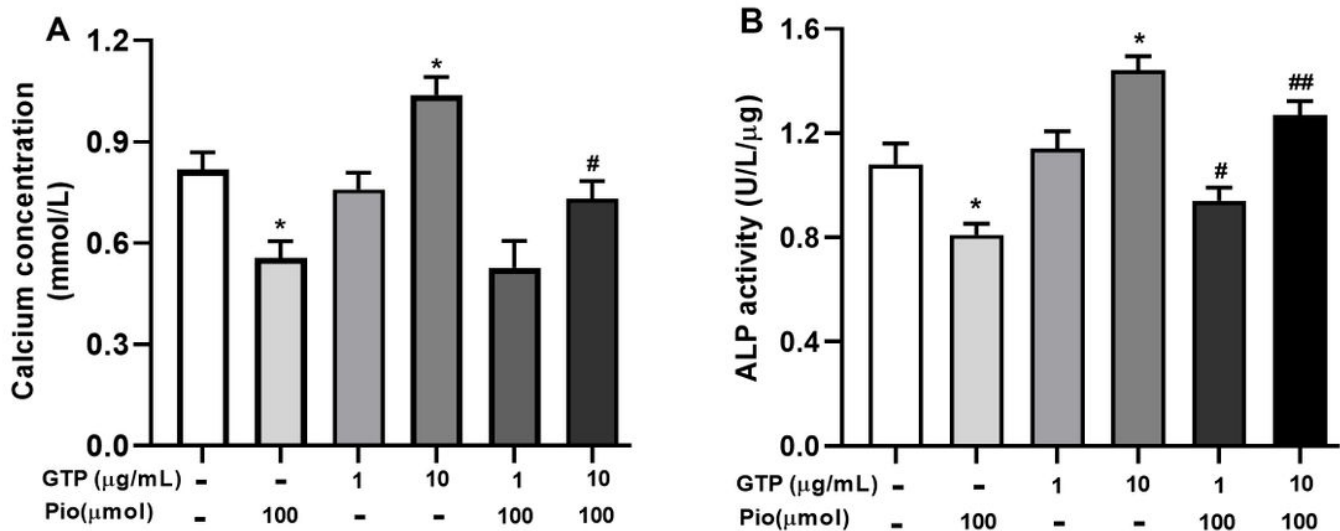 A
Calcium concentration
(mmol/L)
1.2
0.9
0.6
0.3
0.0
*
*
#
GTP (μg/mL) - - 1 10 1 10
Pio(μmol) - 100 - - 100 100
B
ALP activity (U/L/μg)
1.6
1.2
0.8
0.4
0.0
*
*
#
##
GTP (μg/mL) - - 1 10 1 10
Pio(μmol) - 100 - - 100 100